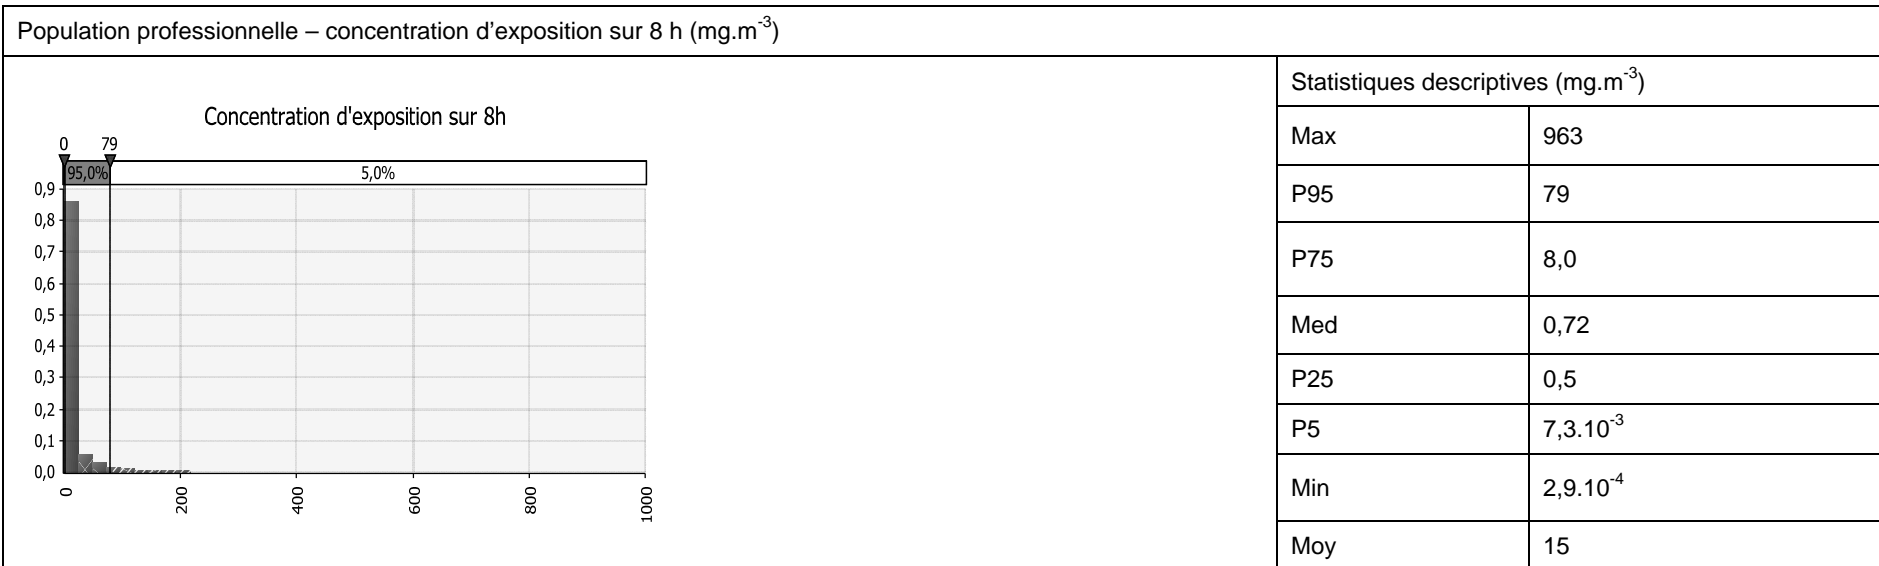 Population professionnelle – concentration d’exposition sur 8 h (mg.m-3)
Statistiques descriptives (mg.m-3)
Concentration d'exposition sur 8h
0 79
95,0% 5,0%
0,9
0,8
0,7
0,6
0,5
0,4
0,3
0,2
0,1
0,0
0 200 400 600 800 1000
Max 963
P95 79
P75 8,0
Med 0,72
P25 0,5
P5 7,3.10-3
Min 2,9.10-4
Moy 15